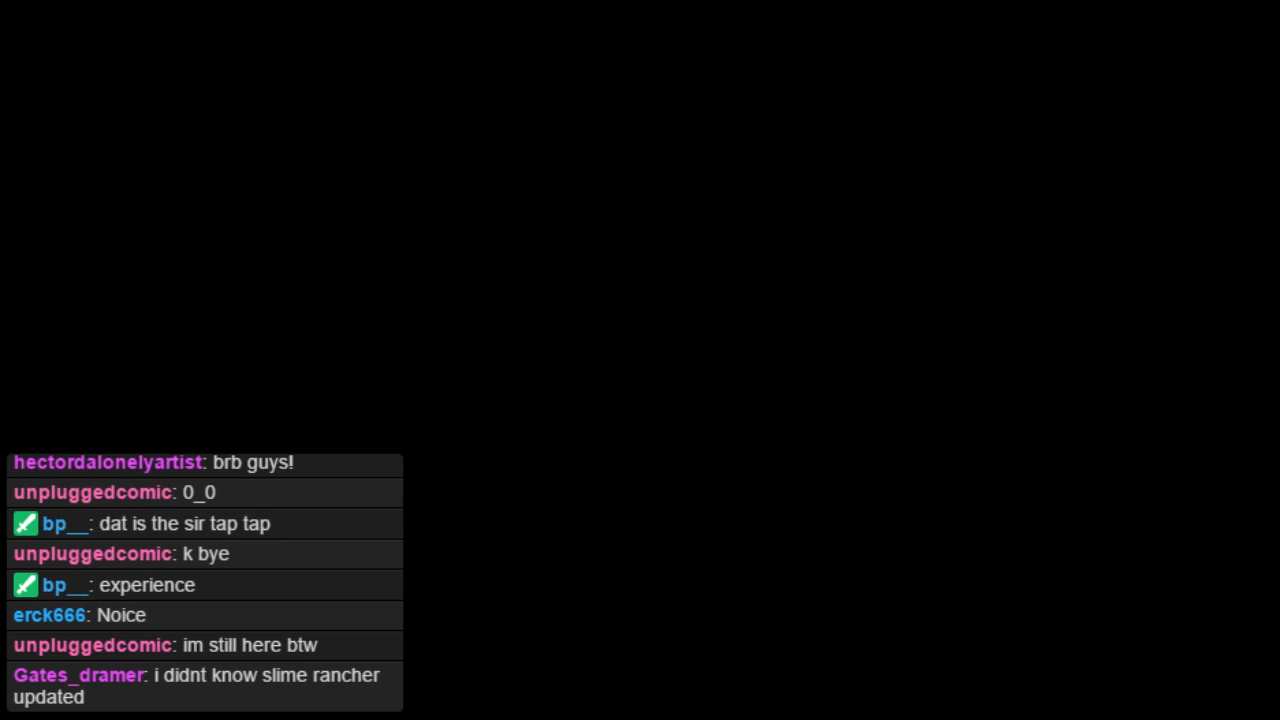 hectordalonelyartist: brb guys!
unpluggedcomic: 0_0
bp__: dat is the sir tap tap
unpluggedcomic: k bye
bp__: experience
erck666: Noice
unpluggedcomic: im still here btw
Gates_dramer: i didnt know slime rancher
updated